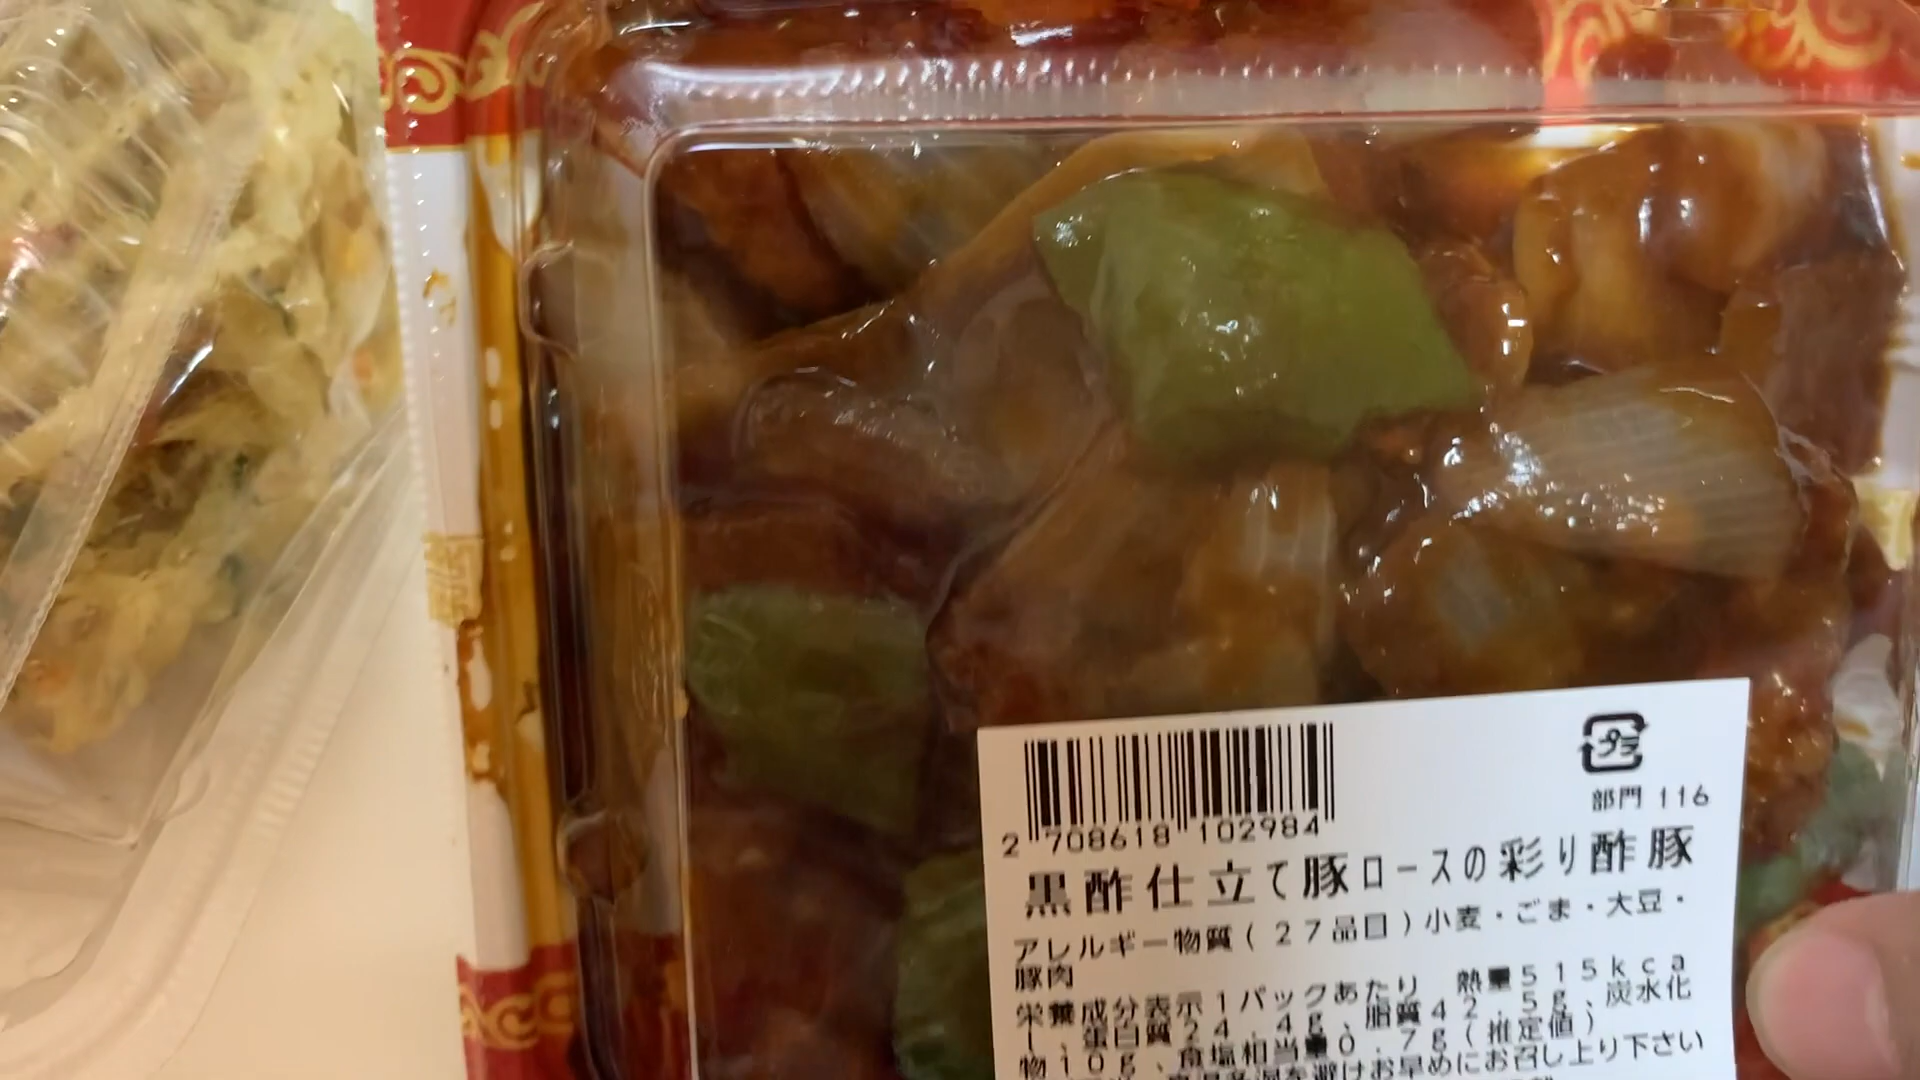 プラ
部門 116
2 708618 102984
黒酢仕立て豚ロースの彩り酢豚
アレルギー物質(27品目)小麦・ごま・大豆・
豚肉
栄養成分表示1パックあたり 熱量515kca
l、蛋白質24.4g、脂質42.5g、炭水化
物10g、食塩相当量0.7g(推定値)
を避けお早めにお召し上り下さい